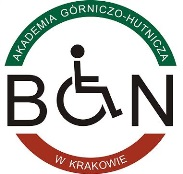 AKADEMIA GÓRNICZO-HUTNICZA
BON
W KRAKOWIE